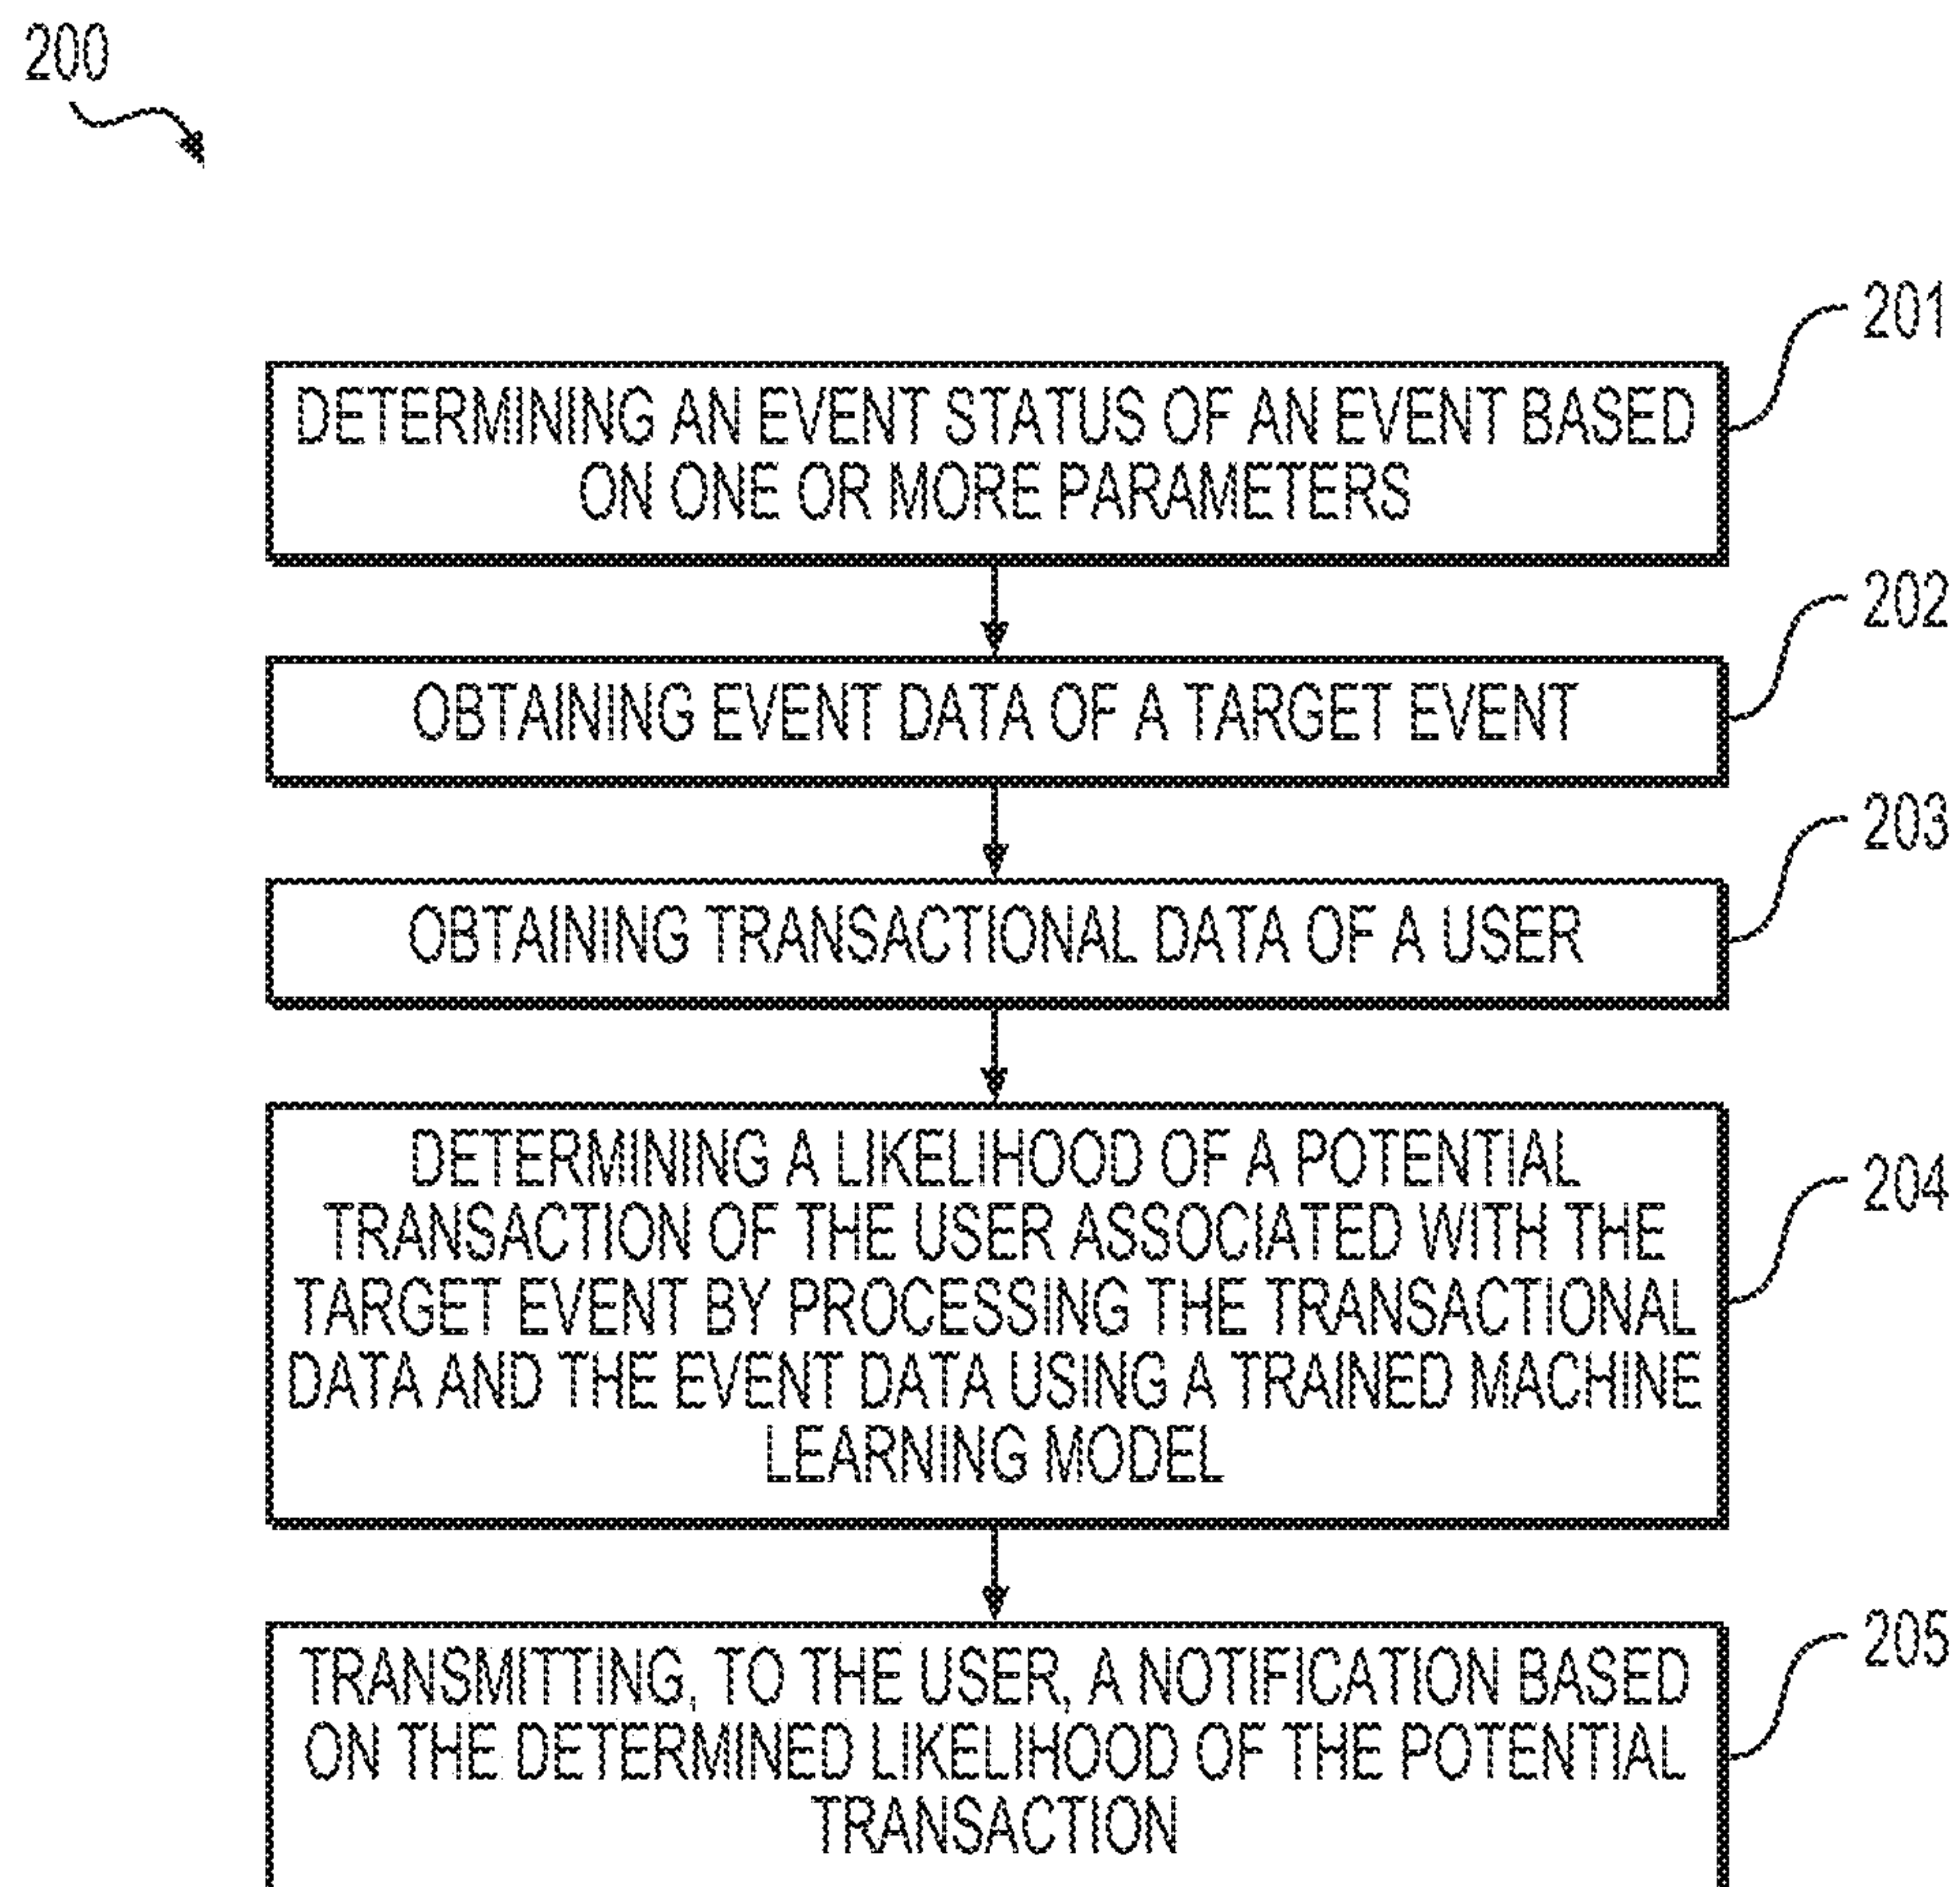 200
201
DETERMINING AN EVENT STATUS OF AN EVENT BASED
ON ONE OR MORE PARAMETERS
202
OBTAINING EVENT DATA OF A TARGET EVENT
203
OBTAINING TRANSACTIONAL DATA OF A USER
204
DETERMINING A LIKELIHOOD OF A POTENTIAL
TRANSACTION OF THE USER ASSOCIATED WITH THE
TARGET EVENT BY PROCESSING THE TRANSACTIONAL
DATA AND THE EVENT DATA USING A TRAINED MACHINE
LEARNING MODEL
205
TRANSMITTING, TO THE USER, A NOTIFICATION BASED
ON THE DETERMINED LIKELIHOOD OF THE POTENTIAL
TRANSACTION